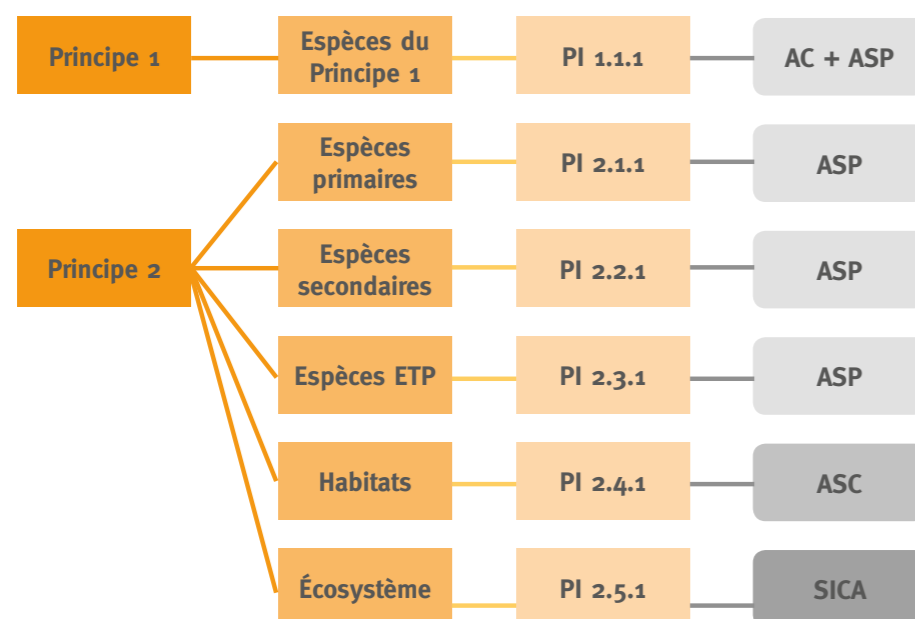 Principe 1
Espèces du
Principe 1
PI 1.1.1
AC + ASP
Espèces
primaires
PI 2.1.1
ASP
Principe 2
Espèces
secondaires
PI 2.2.1
ASP
Espèces ETP
PI 2.3.1
ASP
Habitats
PI 2.4.1
ASC
Écosystème
PI 2.5.1
SICA